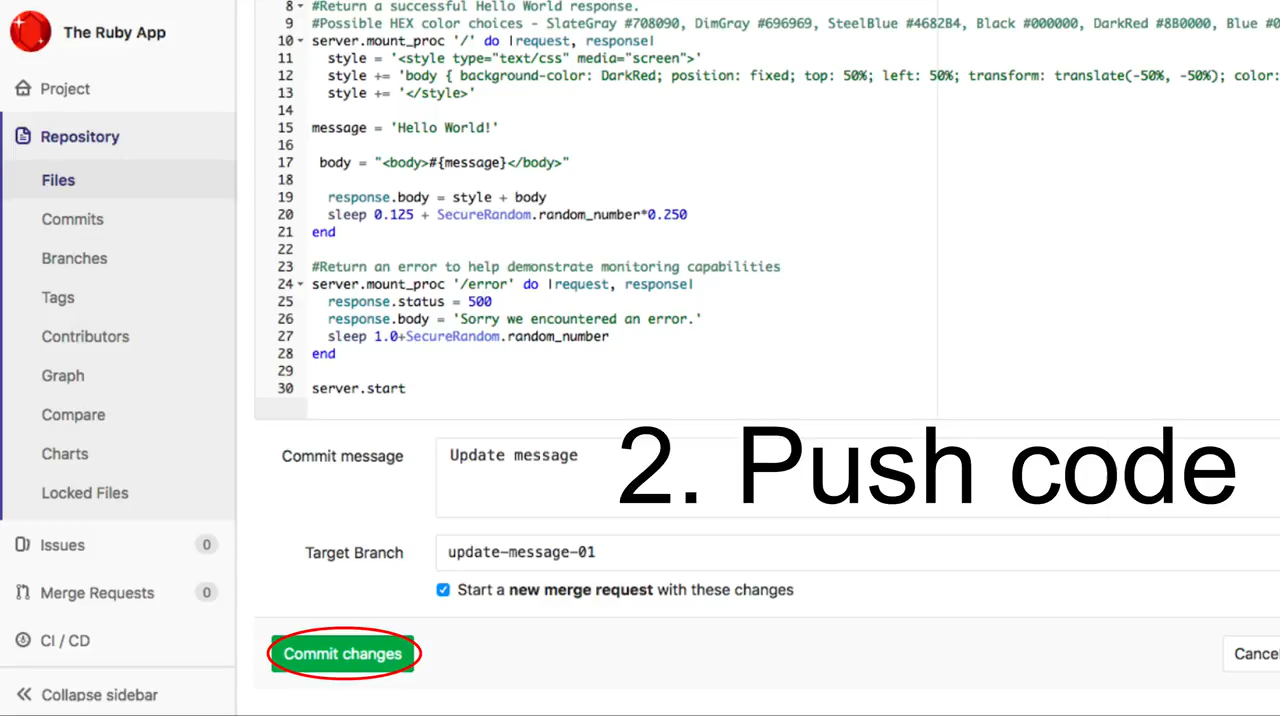 The Ruby App
Project
Repository
Files
Commits
Branches
Tags
Contributors
Graph
Compare
Charts
Locked Files
Issues 0
Merge Requests 0
CI / CD
Collapse sidebar
8 #Return a successful Hello World response.
9 #Possible HEX color choices - SlateGray #708090, DimGray #696969, SteelBlue #4682B4, Black #000000, DarkRed #8B0000, Blue
10 server.mount_proc '/' do |request, response|
11 style = '<style type="text/css" media="screen">'
12 style += 'body { background-color: DarkRed; position: fixed; top: 50%; left: 50%; transform: translate(-50%, -50%); color:
13 style += '</style>'
14
15 message = 'Hello World!'
16
17 body = "<body>#{message}</body>"
18
19 response.body = style + body
20 sleep 0.125 + SecureRandom.random_number*0.250
21 end
22
23 #Return an error to help demonstrate monitoring capabilities
24 server.mount_proc '/error' do |request, response|
25 response.status = 500
26 response.body = 'Sorry we encountered an error.'
27 sleep 1.0+SecureRandom.random_number
28 end
29
30 server.start
Commit message
Update message
2. Push code
Target Branch
update-message-01
Start a new merge request with these changes
Commit changes
Cancel